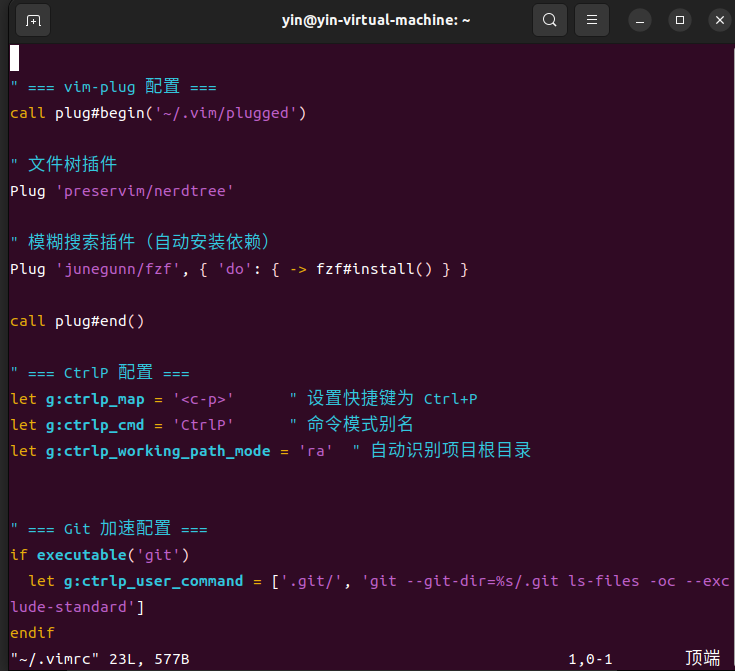 yin@yin-virtual-machine: ~
" === vim-plug 配置 ===
call plug#begin('~/.vim/plugged')
" 文件树插件
Plug 'preservim/nerdtree'
" 模糊搜索插件（自动安装依赖）
Plug 'junegunn/fzf', { 'do': { -> fzf#install() } }
call plug#end()
" === CtrlP 配置 ===
let g:ctrlp_map = '<c-p>'      " 设置快捷键为 Ctrl+P
let g:ctrlp_cmd = 'CtrlP'      " 命令模式别名
let g:ctrlp_working_path_mode = 'ra'  " 自动识别项目根目录
" === Git 加速配置 ===
if executable('git')
  let g:ctrlp_user_command = ['.git/', 'git --git-dir=%s/.git ls-files -oc --exc
lude-standard']
endif
"~/.vimrc" 23L, 577B 1,0-1 顶端